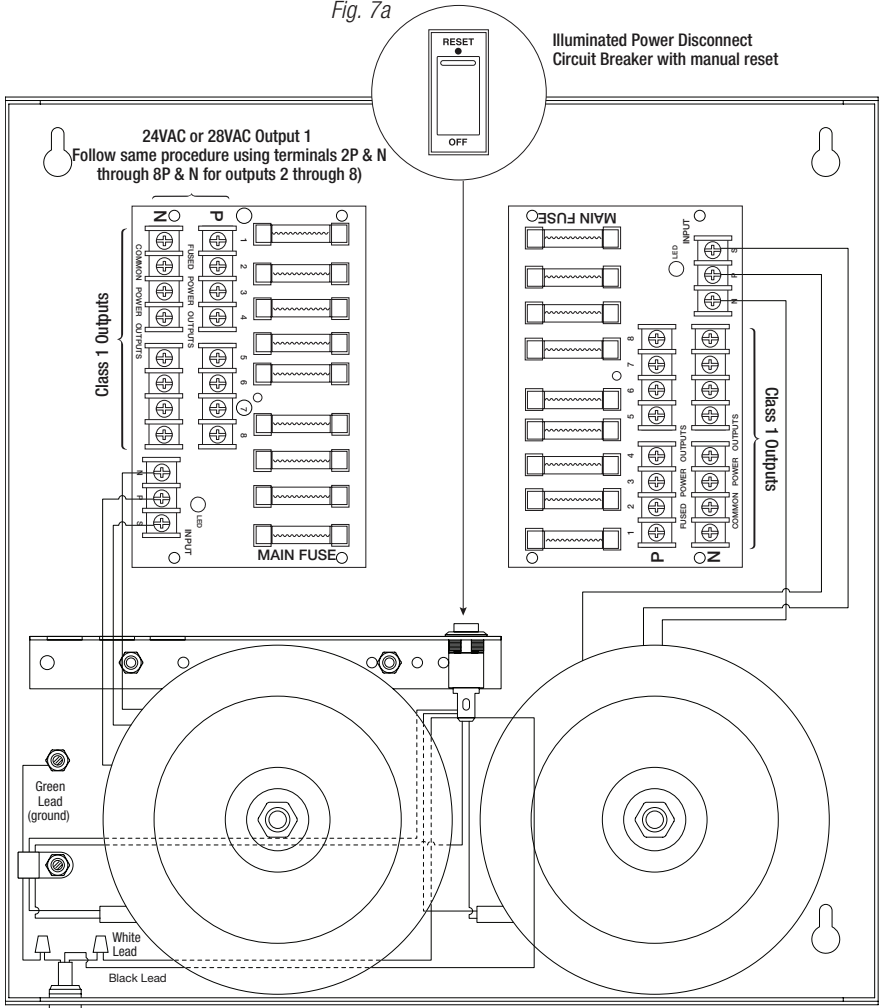 Fig. 7a
RESET
OFF
Illuminated Power Disconnect
Circuit Breaker with manual reset
24VAC or 28VAC Output 1
Follow same procedure using terminals 2P & N
through 8P & N for outputs 2 through 8)
N
P
COMMON POWER OUTPUTS
FUSED POWER OUTPUTS
1
2
3
4
5
6
7
8
Class 1 Outputs
N
P
S
LED
INPUT
MAIN FUSE
MAIN FUSE
INPUT
LED
S
P
N
8
7
6
5
4
3
2
1
FUSED POWER OUTPUTS
COMMON POWER OUTPUTS
P
N
Class 1 Outputs
Green
Lead
(ground)
White
Lead
Black Lead